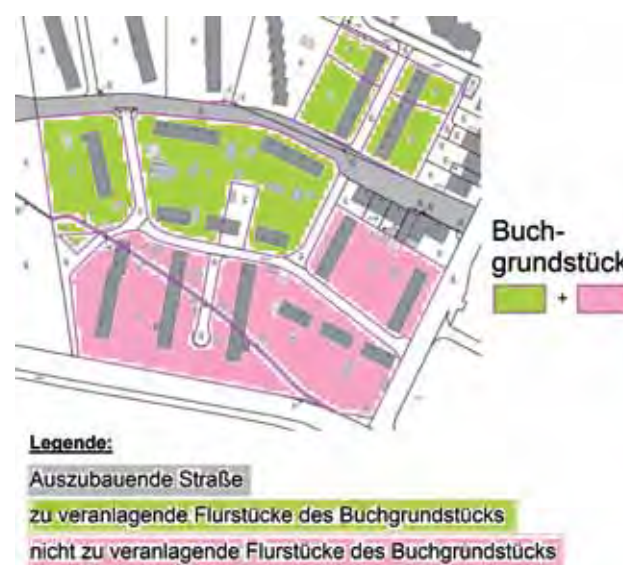 Buch-
grundstück
+
Legende:
Auszubauende Straße
zu veranlagende Flurstücke des Buchgrundstücks
nicht zu veranlagende Flurstücke des Buchgrundstücks